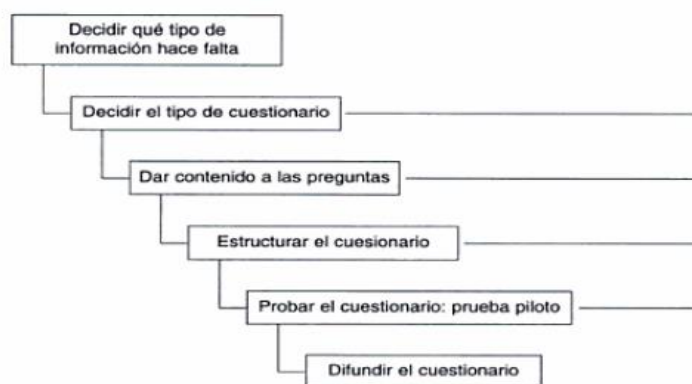 Decidir qué tipo de
información hace falta
Decidir el tipo de cuestionario
Dar contenido a las preguntas
Estructurar el cuesionario
Probar el cuestionario: prueba piloto
Difundir el cuestionario